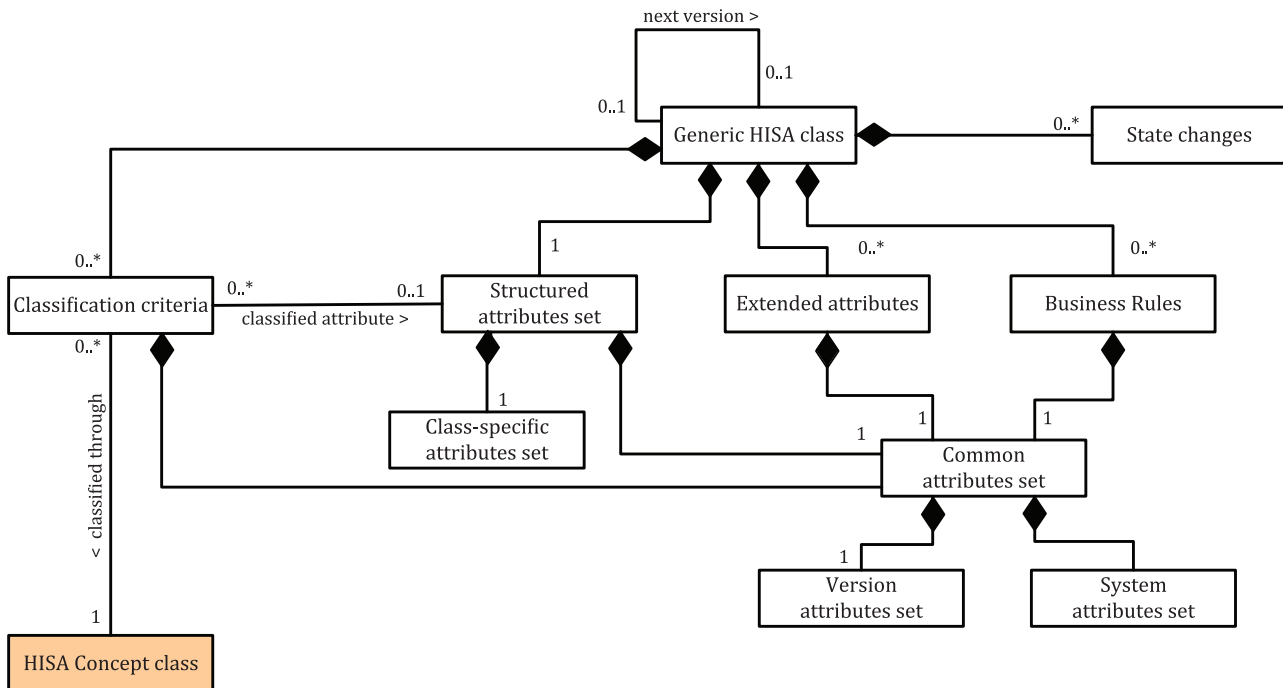 next version >
0..1
0..1
Generic HISA class
0..*
State changes
0..*
1
0..*
0..*
Classification criteria
0..*
0..1
classified attribute >
Structured
attributes set
Extended attributes
Business Rules
0..*
< classified through
1
Class-specific
attributes set
1
1
1
Common
attributes set
1
Version
attributes set
System
attributes set
1
HISA Concept class